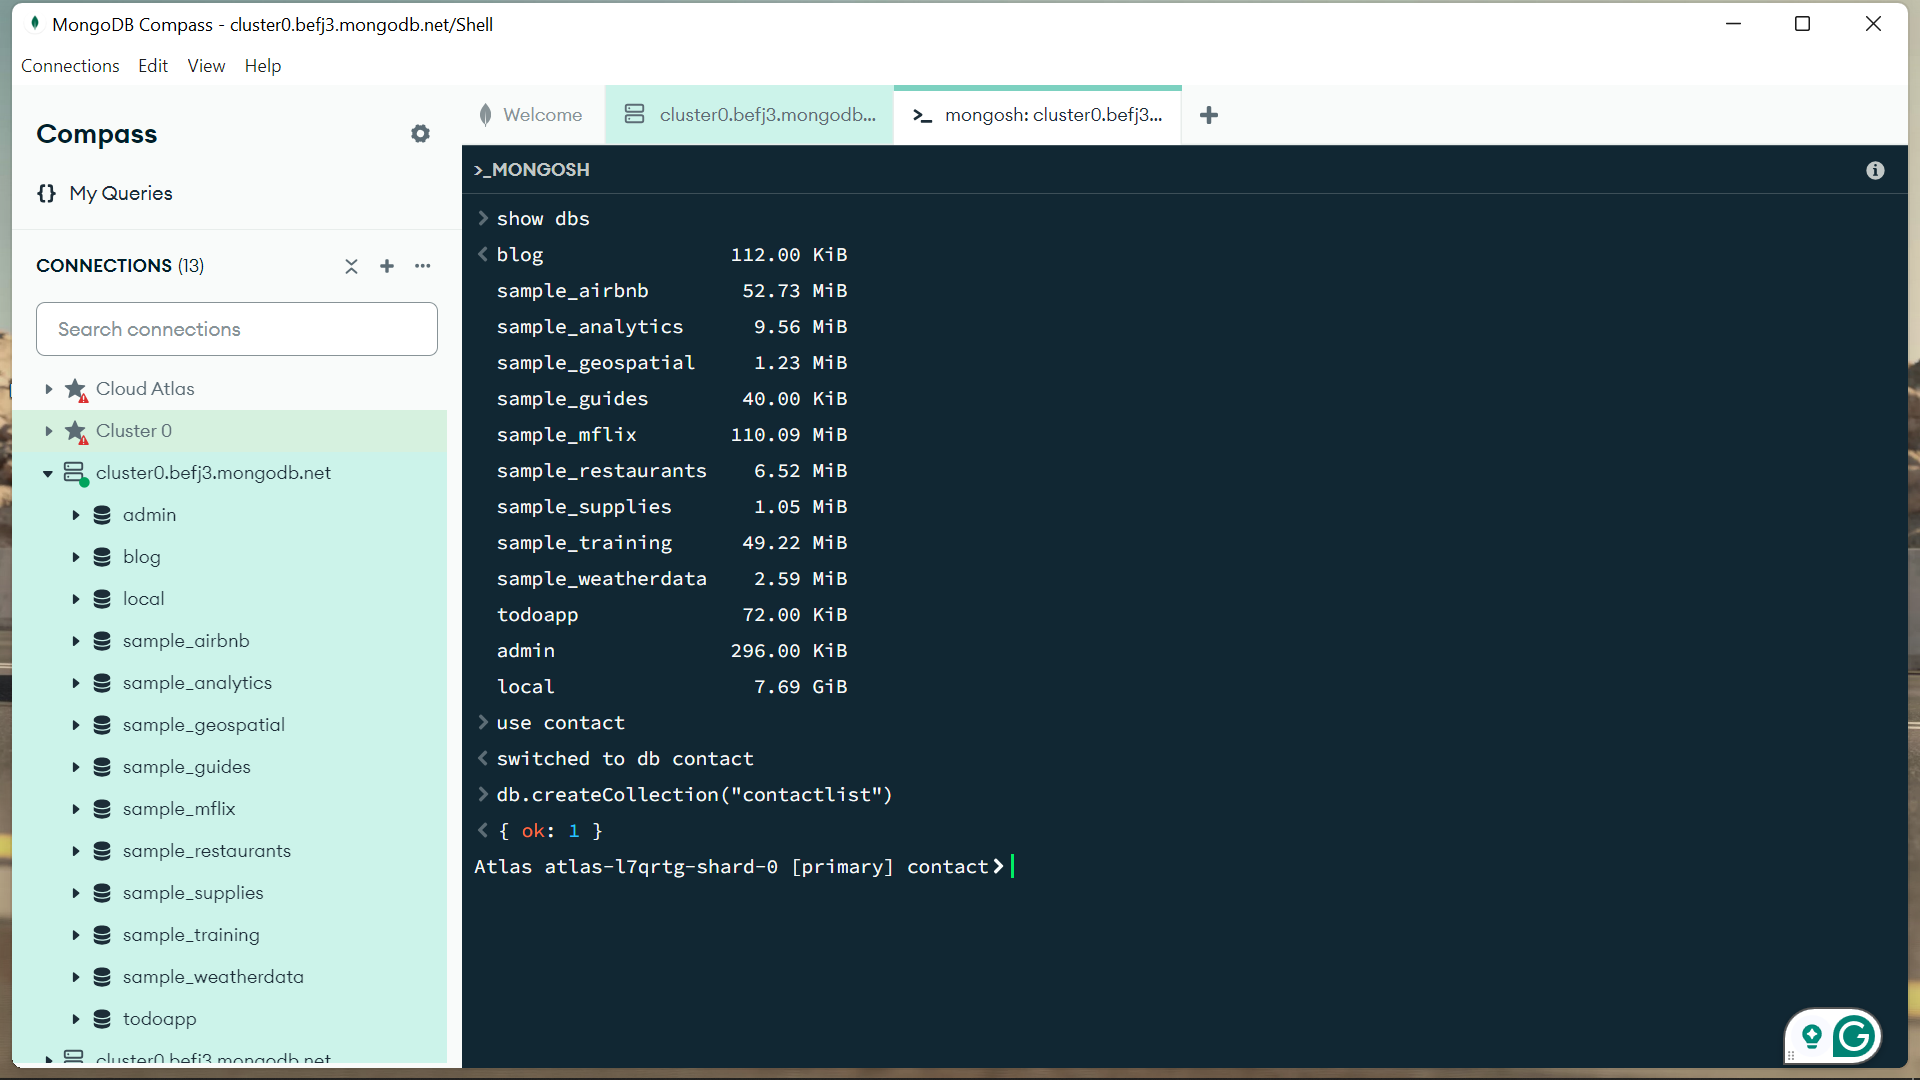 MongoDB Compass - cluster0.befj3.mongodb.net/Shell
Connections Edit View Help
Compass
{} My Queries
CONNECTIONS (13)
Search connections
Cloud Atlas
Cluster 0
cluster0.befj3.mongodb.net
admin
blog
local
sample_airbnb
sample_analytics
sample_geospatial
sample_guides
sample_mflix
sample_restaurants
sample_supplies
sample_training
sample_weatherdata
todoapp
cluster0.befj3.mongodb.net
Welcome
cluster0.befj3.mongodb...
>_ mongosh: cluster0.befj3...
>_MONGOSH
> show dbs
< blog 112.00 KiB
sample_airbnb 52.73 MiB
sample_analytics 9.56 MiB
sample_geospatial 1.23 MiB
sample_guides 40.00 KiB
sample_mflix 110.09 MiB
sample_restaurants 6.52 MiB
sample_supplies 1.05 MiB
sample_training 49.22 MiB
sample_weatherdata 2.59 MiB
todoapp 72.00 KiB
admin 296.00 KiB
local 7.69 GiB
> use contact
< switched to db contact
> db.createCollection("contactlist")
< { ok: 1 }
Atlas atlas-l7qrtg-shard-0 [primary] contact>